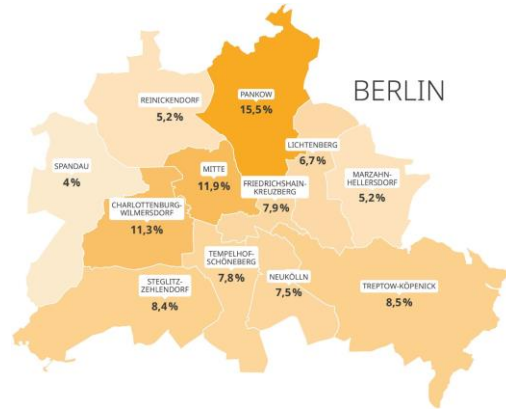 BERLIN
PANKOW
15,5%
REINICKENDORF
5,2%
LICHTENBERG
6,7%
SPANDAU
4%
MITTE
11,9%
FRIEDRICHSHAIN-
KREUZBERG
7,9%
MARZAHN-
HELLERSDORF
5,2%
CHARLOTTENBURG-
WILMERSDORF
11,3%
TEMPELHOF-
SCHÖNEBERG
7,8%
NEUKÖLLN
7,5%
STEGLITZ-
ZEHLENDORF
8,4%
TREPTOW-KÖPENICK
8,5%